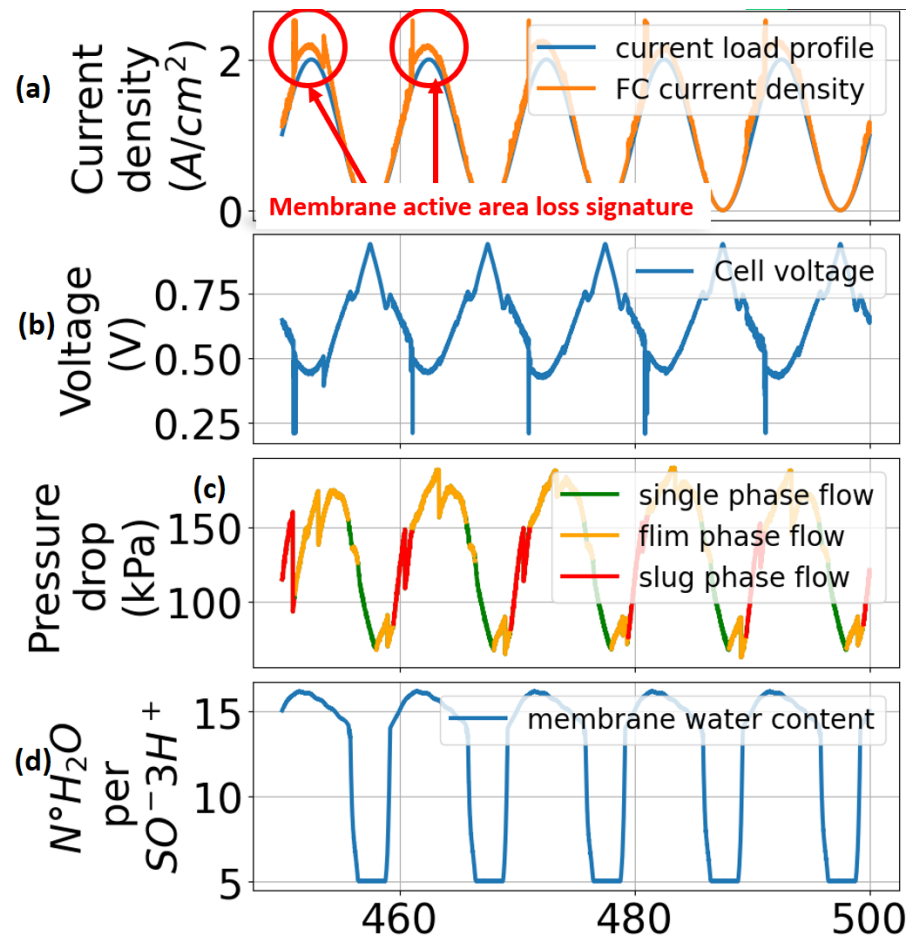 (a)
Current
density
(A/cm²)
2
0
current load profile
FC current density
Membrane active area loss signature
(b)
Voltage
(V)
0.75
0.50
0.25
Cell voltage
(c)
Pressure
drop
(kPa)
150
100
single phase flow
flim phase flow
slug phase flow
(d)
N°H₂O
per
SO⁻3H⁺
15
10
5
membrane water content
460
480
500